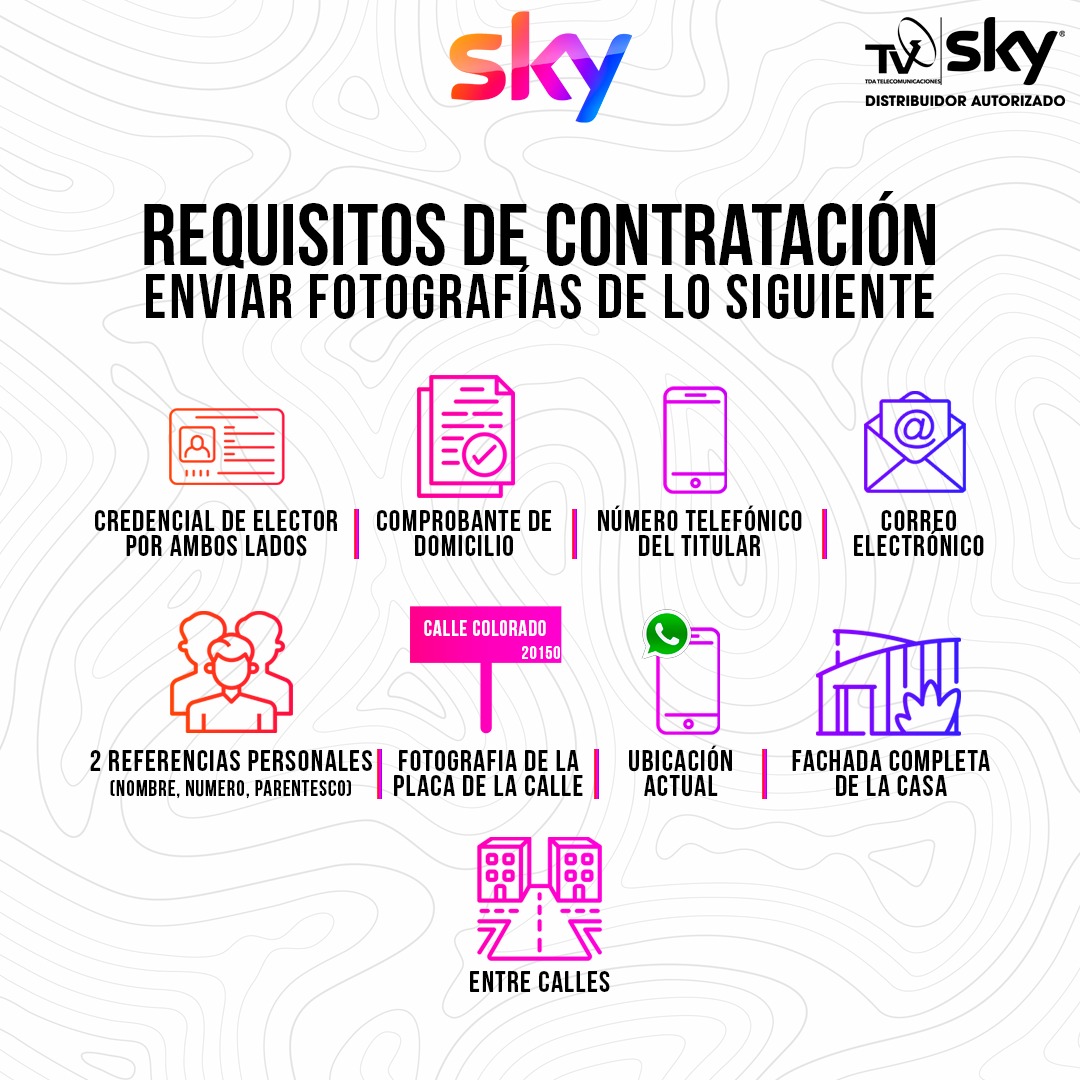 sky
TV sky®
TDA TELECOMUNICACIONES
DISTRIBUIDOR AUTORIZADO
REQUISITOS DE CONTRATACIÓN
ENVIAR FOTOGRAFÍAS DE LO SIGUIENTE
@
CREDENCIAL DE ELECTOR
POR AMBOS LADOS
COMPROBANTE DE
DOMICILIO
NÚMERO TELEFÓNICO
DEL TITULAR
CORREO
ELECTRÓNICO
CALLE COLORADO
20150
2 REFERENCIAS PERSONALES
(NOMBRE, NUMERO, PARENTESCO)
FOTOGRAFIA DE LA
PLACA DE LA CALLE
UBICACIÓN
ACTUAL
FACHADA COMPLETA
DE LA CASA
ENTRE CALLES